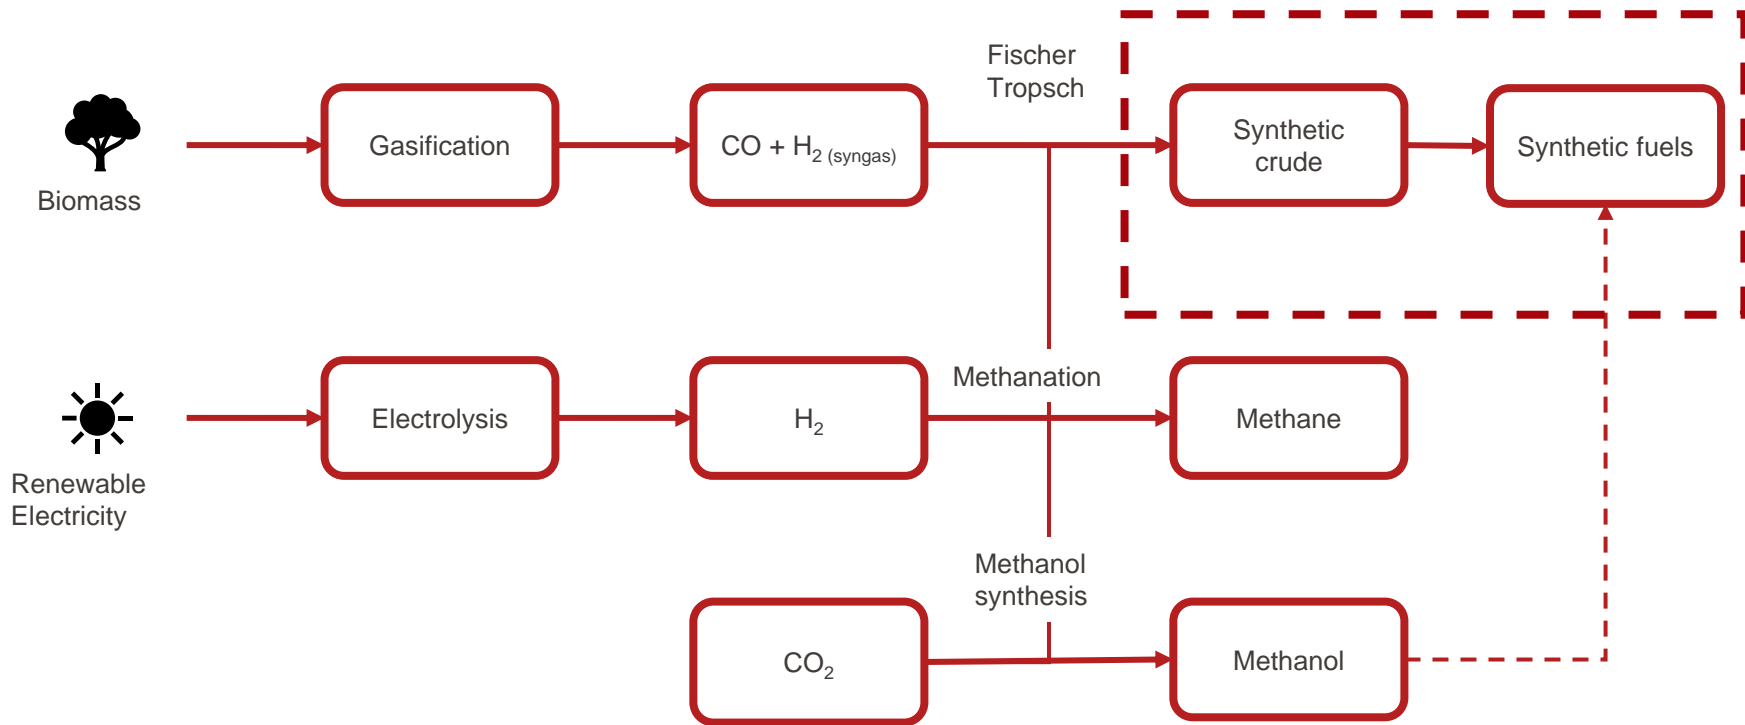 Fischer
Tropsch
Biomass
Gasification
CO + H2 (syngas)
Synthetic
crude
Synthetic fuels
Renewable
Electricity
Electrolysis
H2
Methanation
Methane
Methanol
synthesis
CO2
Methanol